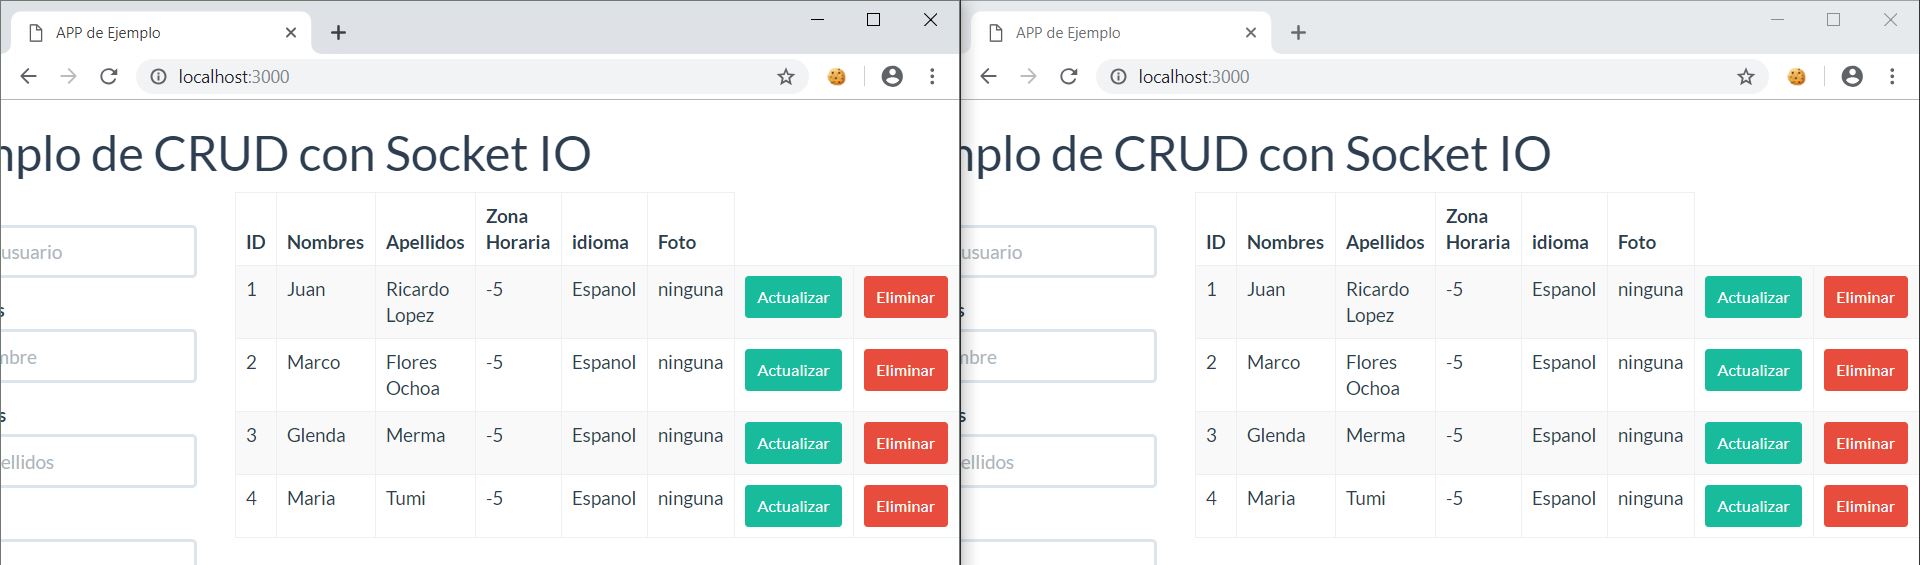 APP de Ejemplo
localhost:3000
mplo de CRUD con Socket IO
usuario
s
mbre
s
ellidos
ID Nombres Apellidos Zona Horaria idioma Foto
1 Juan Ricardo Lopez -5 Espanol ninguna Actualizar Eliminar
2 Marco Flores Ochoa -5 Espanol ninguna Actualizar Eliminar
3 Glenda Merma -5 Espanol ninguna Actualizar Eliminar
4 Maria Tumi -5 Espanol ninguna Actualizar Eliminar
APP de Ejemplo
localhost:3000
mplo de CRUD con Socket IO
usuario
s
mbre
s
ellidos
ID Nombres Apellidos Zona Horaria idioma Foto
1 Juan Ricardo Lopez -5 Espanol ninguna Actualizar Eliminar
2 Marco Flores Ochoa -5 Espanol ninguna Actualizar Eliminar
3 Glenda Merma -5 Espanol ninguna Actualizar Eliminar
4 Maria Tumi -5 Espanol ninguna Actualizar Eliminar